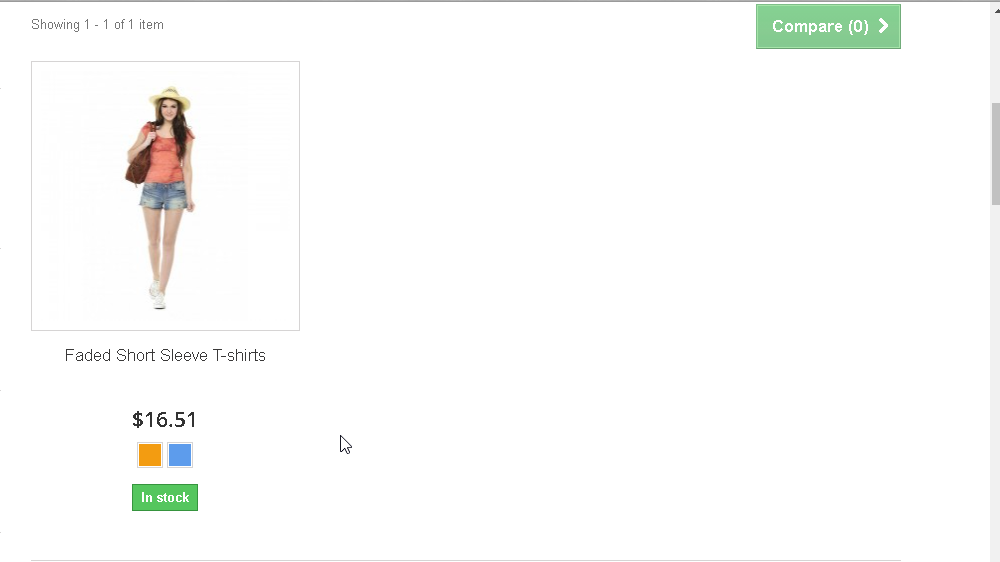 Showing 1 - 1 of 1 item
Compare (0)
Faded Short Sleeve T-shirts
$16.51
In stock